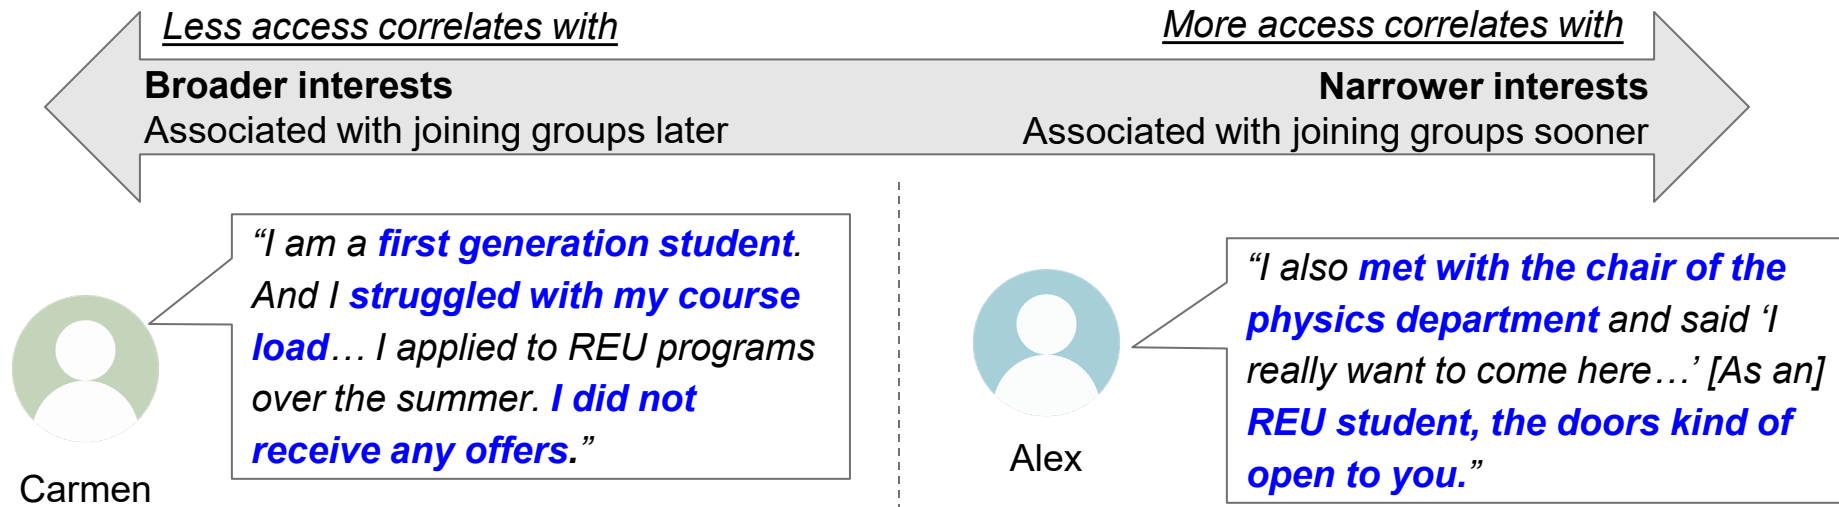 Less access correlates with
More access correlates with
Broader interests
Associated with joining groups later
Narrower interests
Associated with joining groups sooner
“I am a first generation student.
And I struggled with my course
load… I applied to REU programs
over the summer. I did not
receive any offers.”
Carmen
“I also met with the chair of the
physics department and said ‘I
really want to come here…’ [As an]
REU student, the doors kind of
open to you.”
Alex